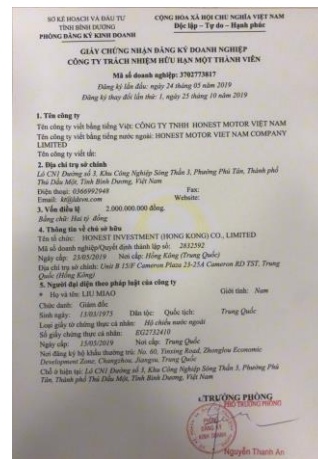 SỞ KẾ HOẠCH VÀ ĐẦU TƯ
TỈNH BÌNH DƯƠNG
PHÒNG ĐĂNG KÝ KINH DOANH
CỘNG HÒA XÃ HỘI CHỦ NGHĨA VIỆT NAM
Độc lập - Tự do - Hạnh phúc
GIẤY CHỨNG NHẬN ĐĂNG KÝ DOANH NGHIỆP
CÔNG TY TRÁCH NHIỆM HỮU HẠN MỘT THÀNH VIÊN
Mã số doanh nghiệp: 3702773817
Đăng ký lần đầu: ngày 24 tháng 05 năm 2019
Đăng ký thay đổi lần thứ: 1, ngày 25 tháng 10 năm 2019
1. Tên công ty
Tên công ty viết bằng tiếng Việt: CÔNG TY TNHH HONEST MOTOR VIỆT NAM
Tên công ty viết bằng tiếng nước ngoài: HONEST MOTOR VIET NAM COMPANY
LIMITED
Tên công ty viết tắt:
2. Địa chỉ trụ sở chính
Lô CN1 Đường số 3, Khu Công Nghiệp Sóng Thần 3, Phường Phú Tân, Thành phố
Thủ Dầu Một, Tỉnh Bình Dương, Việt Nam
Điện thoại: 0366992948 Fax:
Email: Website:
3. Vốn điều lệ 2.000.000.000 đồng.
Bằng chữ: Hai tỷ đồng
4. Thông tin về chủ sở hữu
Tên tổ chức: HONEST INVESTMENT (HONG KONG) CO., LIMITED
Mã số doanh nghiệp/Quyết định thành lập số: 2832592
Ngày cấp: 23/05/2019 Nơi cấp: Hồng Kông (Trung Quốc)
Địa chỉ trụ sở chính: Unit B 15/F Cameron Plaza 23-25A Cameron RD TST, Trung
Quốc (Hồng Kông)
5. Người đại diện theo pháp luật của công ty
* Họ và tên: LIU MIAO Giới tính: Nam
Chức danh: Giám đốc
Sinh ngày: 13/03/1975 Dân tộc: Quốc tịch: Trung Quốc
Loại giấy tờ chứng thực cá nhân: Hộ chiếu nước ngoài
Số giấy chứng thực cá nhân: EG2732410
Ngày cấp: 15/05/2019 Nơi cấp: Trung Quốc
Nơi đăng ký hộ khẩu thường trú: No. 60, Yinxing Road, Zhonglou Economic
Development Zone, Changzhou, Jiangsu, Trung Quốc
Chỗ ở hiện tại: Lô CN1 Đường số 3, Khu Công Nghiệp Sóng Thần 3, Phường Phú
Tân, Thành phố Thủ Dầu Một, Tỉnh Bình Dương, Việt Nam
TRƯỞNG PHÒNG
PHÓ TRƯỞNG PHÒNG
PHÒNG
ĐĂNG KÝ
KINH DOANH
Nguyễn Thanh An